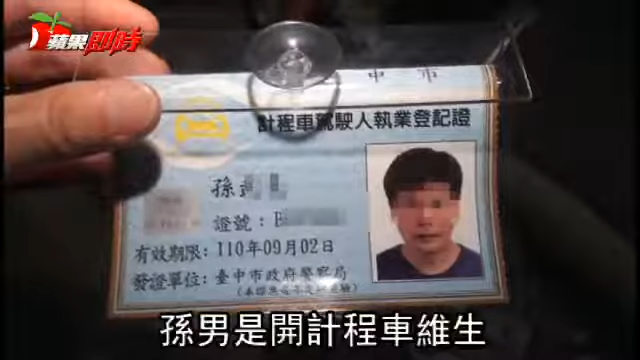 蘋果即時
中市
計程車駕駛人執業登記證
孫
證號：B
有效期限：110年09月02日
發證單位：臺中市政府警察局
孫男是開計程車維生